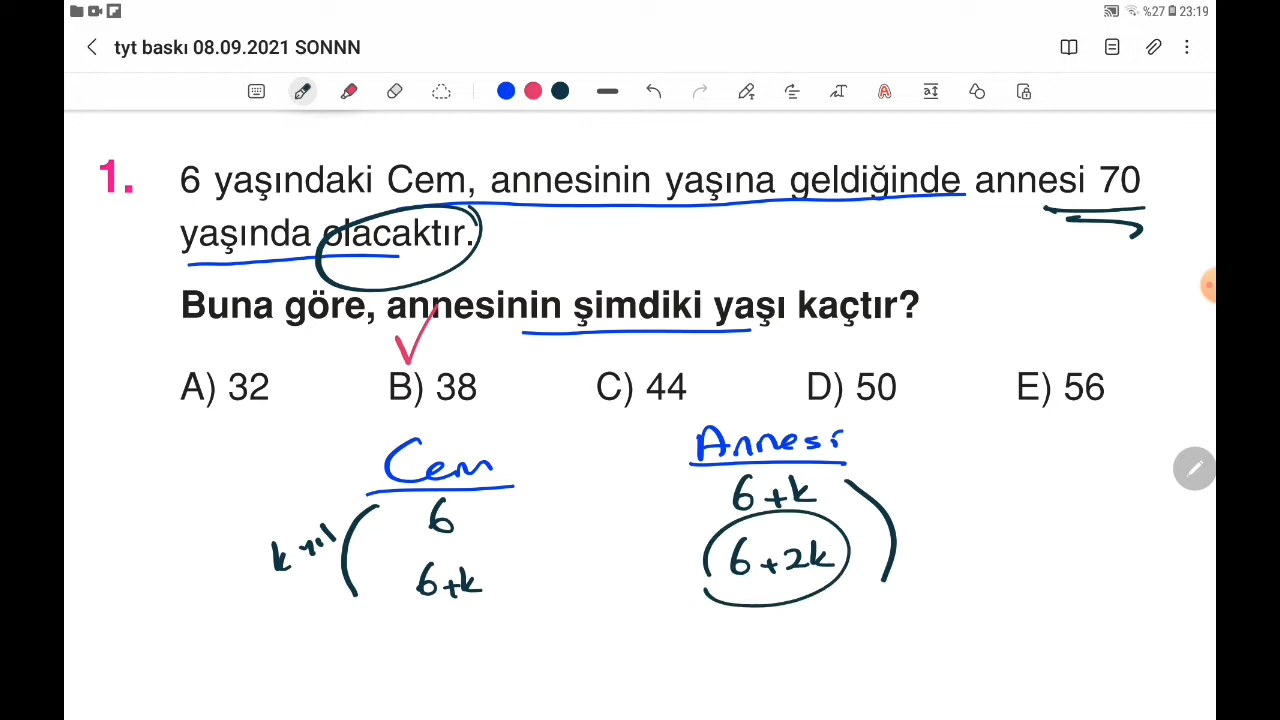 %27 23:19
tyt baskı 08.09.2021 SONNN
1. 6 yaşındaki Cem, annesinin yaşına geldiğinde annesi 70
yaşında olacaktır.
Buna göre, annesinin şimdiki yaşı kaçtır?
A) 32 B) 38 C) 44 D) 50 E) 56
Cem Annesi
6 6+k
k yıl 6+k 6+2k